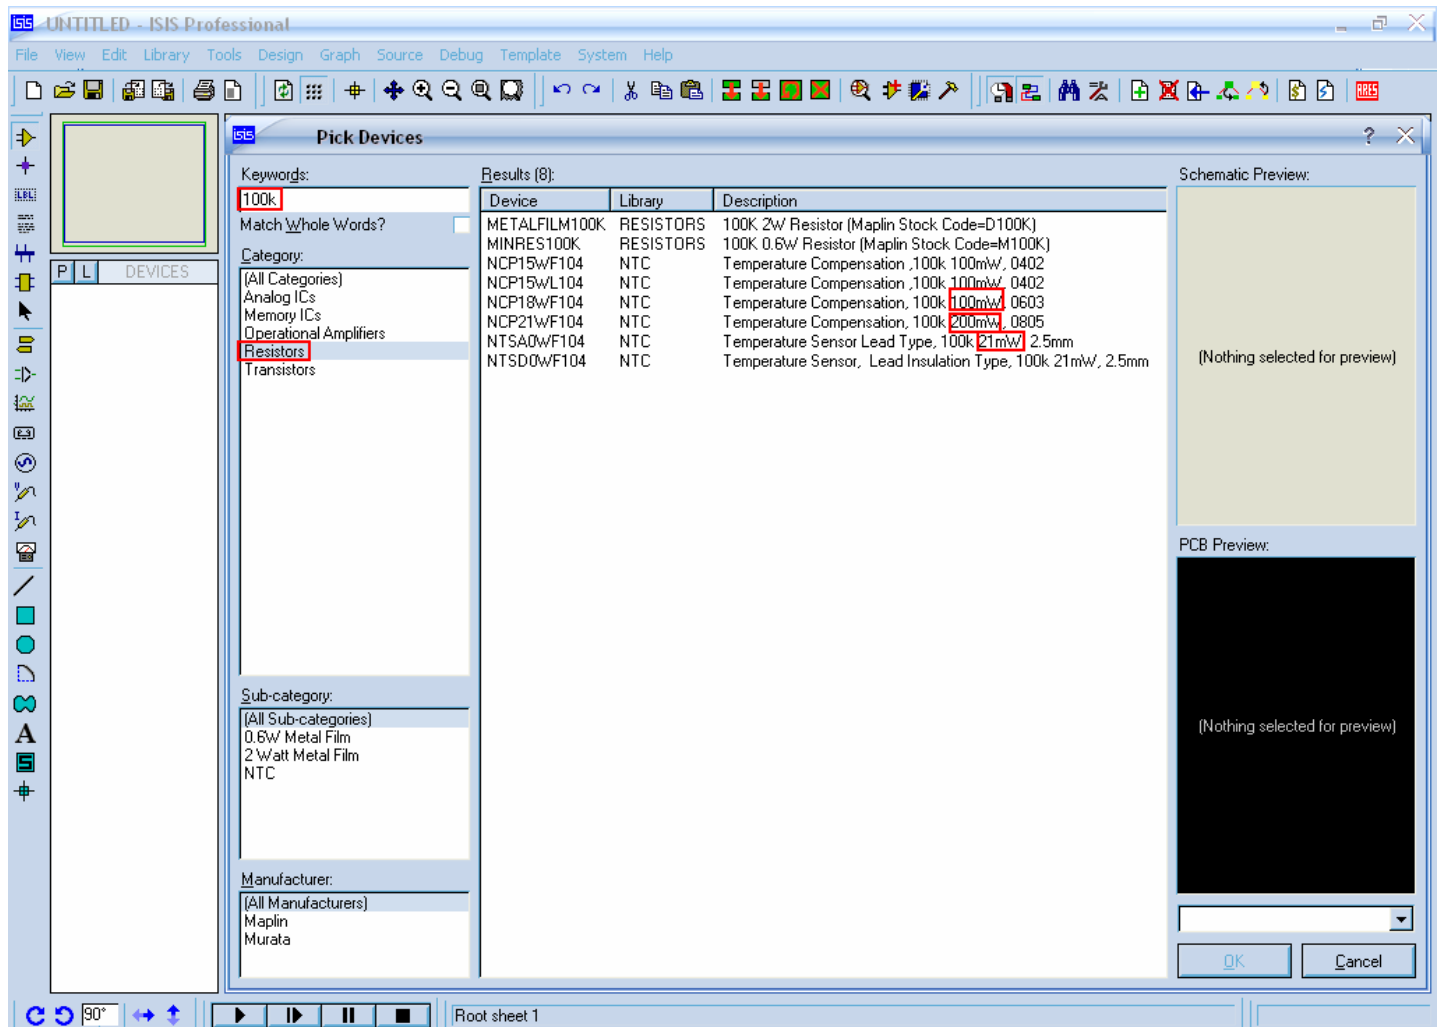 isis UNTITLED - ISIS Professional
File View Edit Library Tools Design Graph Source Debug Template System Help
ARES
LBL
P L DEVICES
A
isis Pick Devices ?
Keywords:
100k
Match Whole Words?
Category:
(All Categories)
Analog ICs
Memory ICs
Operational Amplifiers
Resistors
Transistors
Sub-category:
(All Sub-categories)
0.6W Metal Film
2 Watt Metal Film
NTC
Manufacturer:
(All Manufacturers)
Maplin
Murata
Results (8):
Device Library Description
METALFILM100K RESISTORS 100K 2W Resistor (Maplin Stock Code=D100K)
MINRES100K RESISTORS 100K 0.6W Resistor (Maplin Stock Code=M100K)
NCP15WF104 NTC Temperature Compensation ,100k 100mW, 0402
NCP15WL104 NTC Temperature Compensation ,100k 100mW, 0402
NCP18WF104 NTC Temperature Compensation, 100k 100mW, 0603
NCP21WF104 NTC Temperature Compensation, 100k 200mW, 0805
NTSA0WF104 NTC Temperature Sensor Lead Type, 100k 21mW, 2.5mm
NTSD0WF104 NTC Temperature Sensor, Lead Insulation Type, 100k 21mW, 2.5mm
Schematic Preview:
(Nothing selected for preview)
PCB Preview:
(Nothing selected for preview)
OK Cancel
90° Root sheet 1